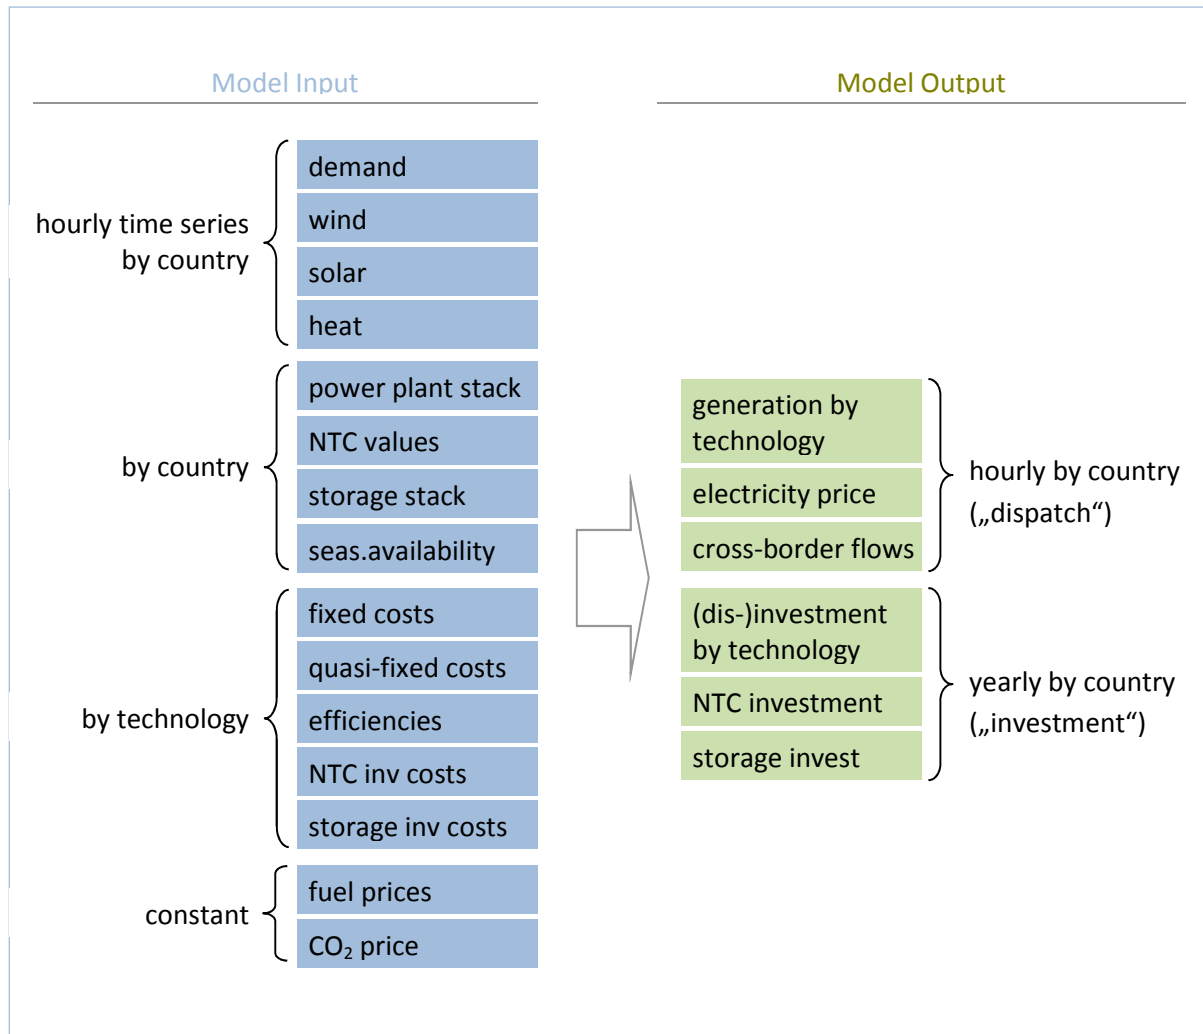 Model Input
hourly time series
by country
demand
wind
solar
heat
by country
power plant stack
NTC values
storage stack
seas.availability
by technology
fixed costs
quasi-fixed costs
efficiencies
NTC inv costs
storage inv costs
constant
fuel prices
CO₂ price
Model Output
generation by
technology
electricity price
cross-border flows
hourly by country
(„dispatch“)
(dis-)investment
by technology
NTC investment
storage invest
yearly by country
(„investment“)